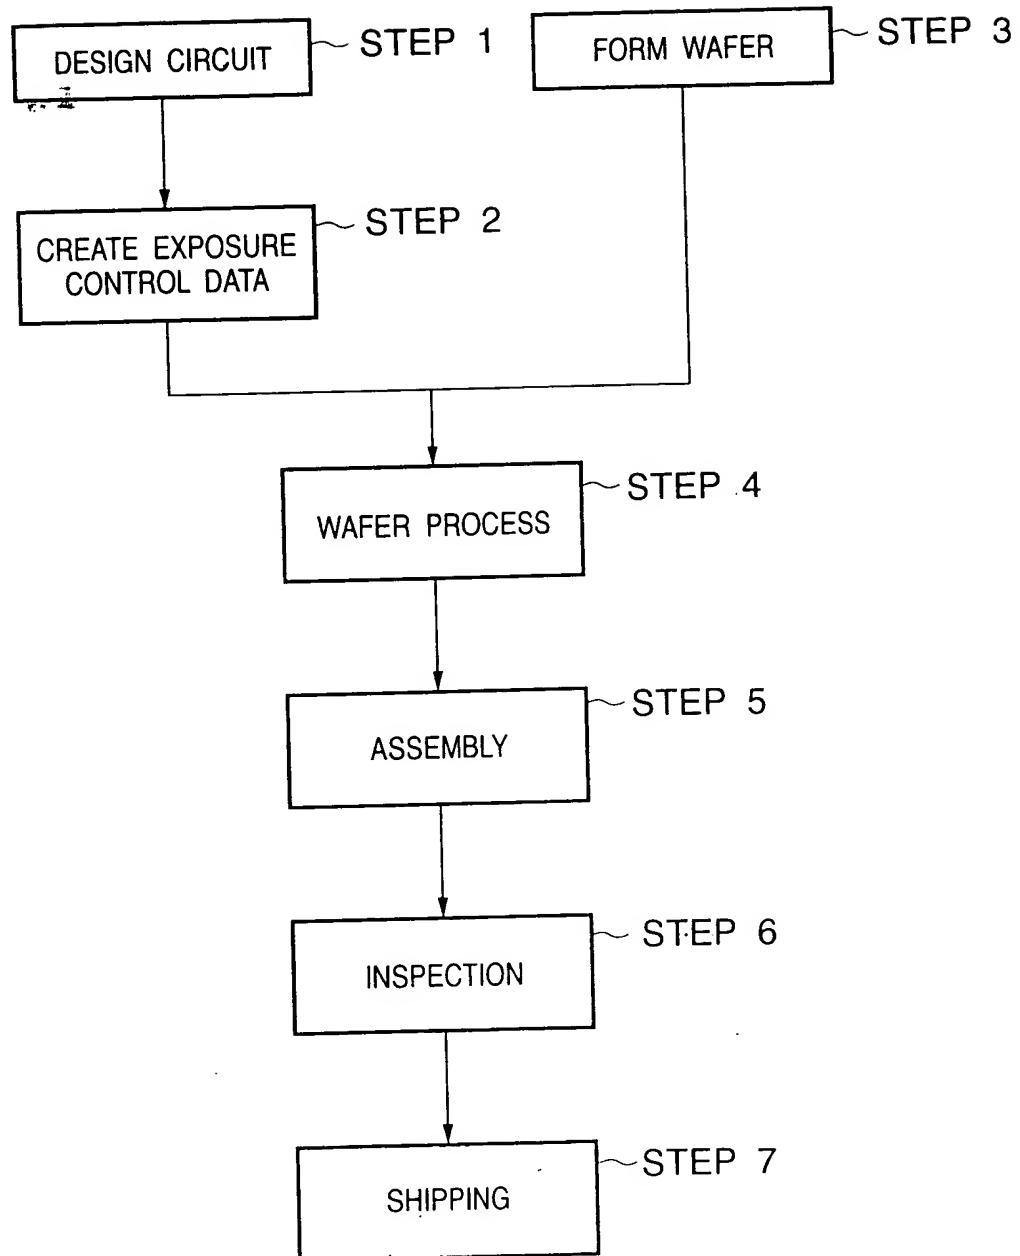 DESIGN CIRCUIT
STEP 1
FORM WAFER
STEP 3
CREATE EXPOSURE
CONTROL DATA
STEP 2
WAFER PROCESS
STEP 4
ASSEMBLY
STEP 5
INSPECTION
STEP 6
SHIPPING
STEP 7